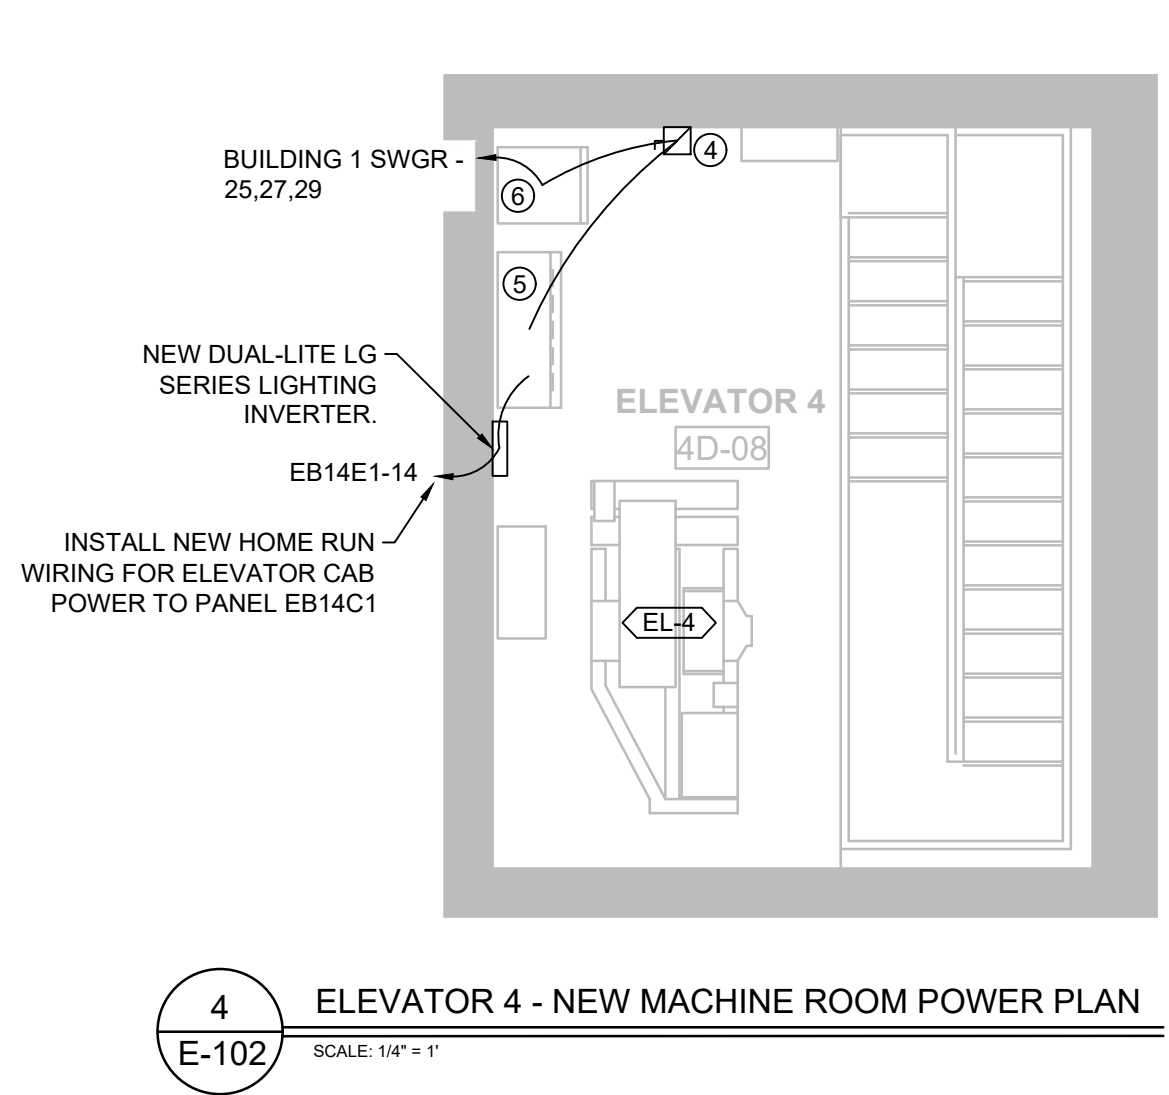 BUILDING 1 SWGR -
25,27,29
4
6
5
NEW DUAL-LITE LG
SERIES LIGHTING
INVERTER.
ELEVATOR 4
4D-08
EB14E1-14
INSTALL NEW HOME RUN
WIRING FOR ELEVATOR CAB
POWER TO PANEL EB14C1
EL-4
4
E-102
ELEVATOR 4 - NEW MACHINE ROOM POWER PLAN
SCALE: 1/4" = 1'